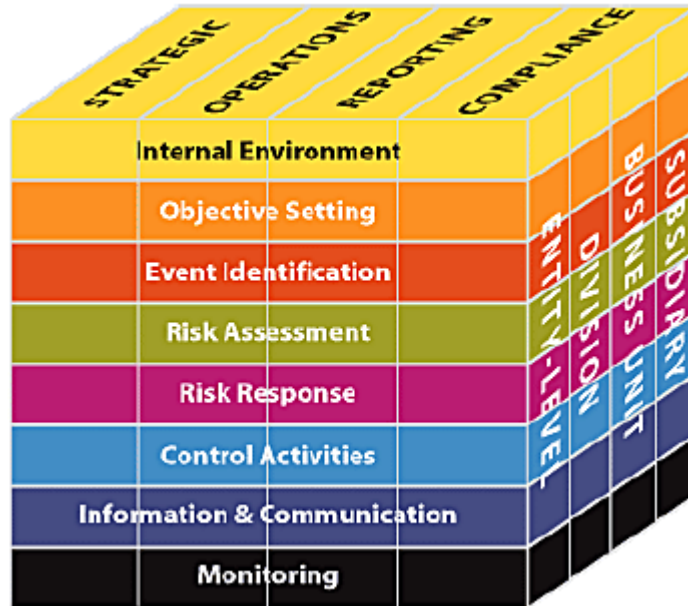 STRATEGIC
OPERATIONS
REPORTING
COMPLIANCE
Internal Environment
Objective Setting
Event Identification
Risk Assessment
Risk Response
Control Activities
Information & Communication
Monitoring
ENTITY-LEVEL
DIVISION
BUSINESS UNIT
SUBSIDIARY